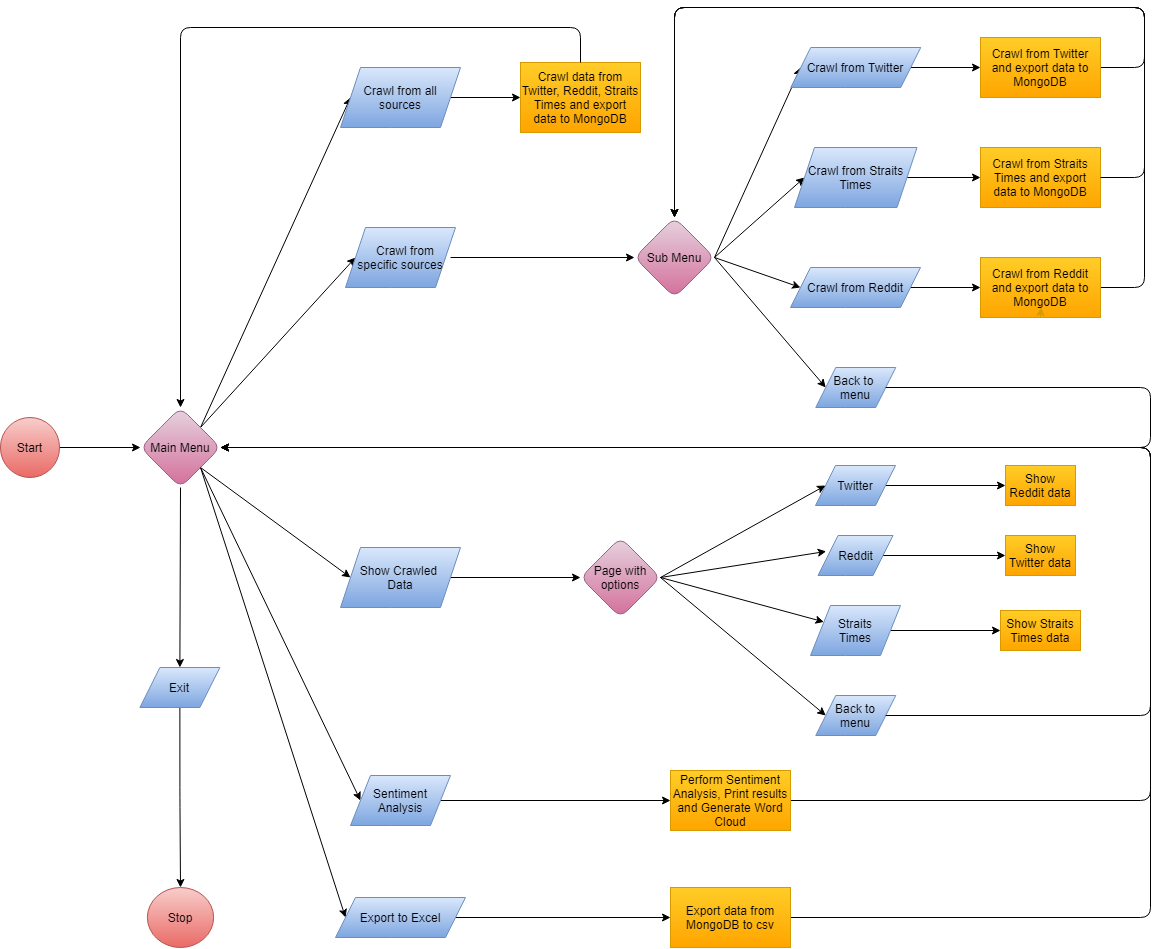 Crawl from all
sources
Crawl data from
Twitter, Reddit, Straits
Times and export
data to MongoDB
Crawl from Twitter
Crawl from Twitter
and export data to
MongoDB
Crawl from Straits
Times
Crawl from Straits
Times and export
data to MongoDB
Crawl from
specific sources
Sub Menu
Crawl from Reddit
Crawl from Reddit
and export data to
MongoDB
Back to
menu
Start
Main Menu
Twitter
Show
Reddit data
Reddit
Show
Twitter data
Show Crawled
Data
Page with
options
Straits
Times
Show Straits
Times data
Back to
menu
Exit
Sentiment
Analysis
Perform Sentiment
Analysis, Print results
and Generate Word
Cloud
Stop
Export to Excel
Export data from
MongoDB to csv